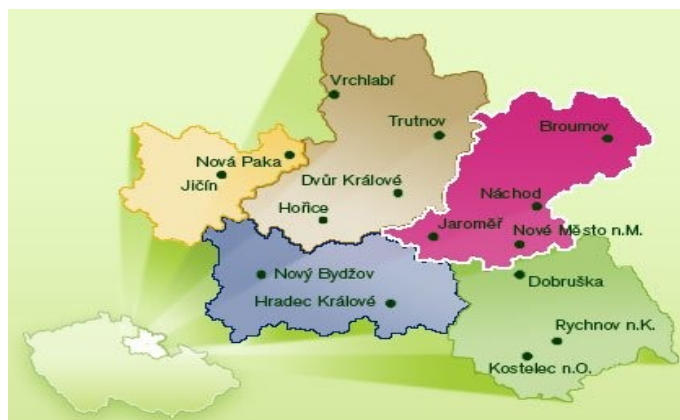 Vrchlabí
Trutnov
Broumov
Nová Paka
Jičín
Dvůr Králové
Náchod
Hořice
Jaroměř
Nové Město n.M.
Nový Bydžov
Dobruška
Hradec Králové
Rychnov n.K.
Kostelec n.O.